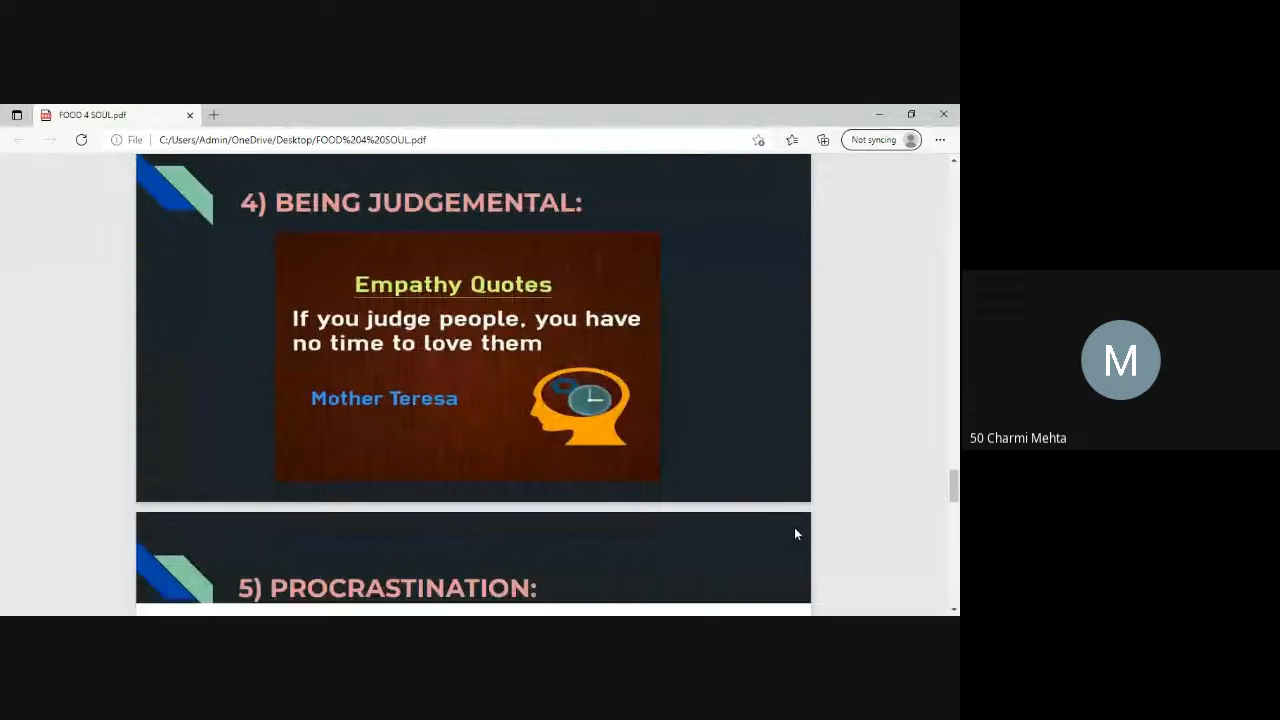 FOOD 4 SOUL.pdf
File
C:/Users/Admin/OneDrive/Desktop/FOOD%204%20SOUL.pdf
Not syncing
4) BEING JUDGEMENTAL:
Empathy Quotes
If you judge people, you have
no time to love them
Mother Teresa
5) PROCRASTINATION:
M
50 Charmi Mehta